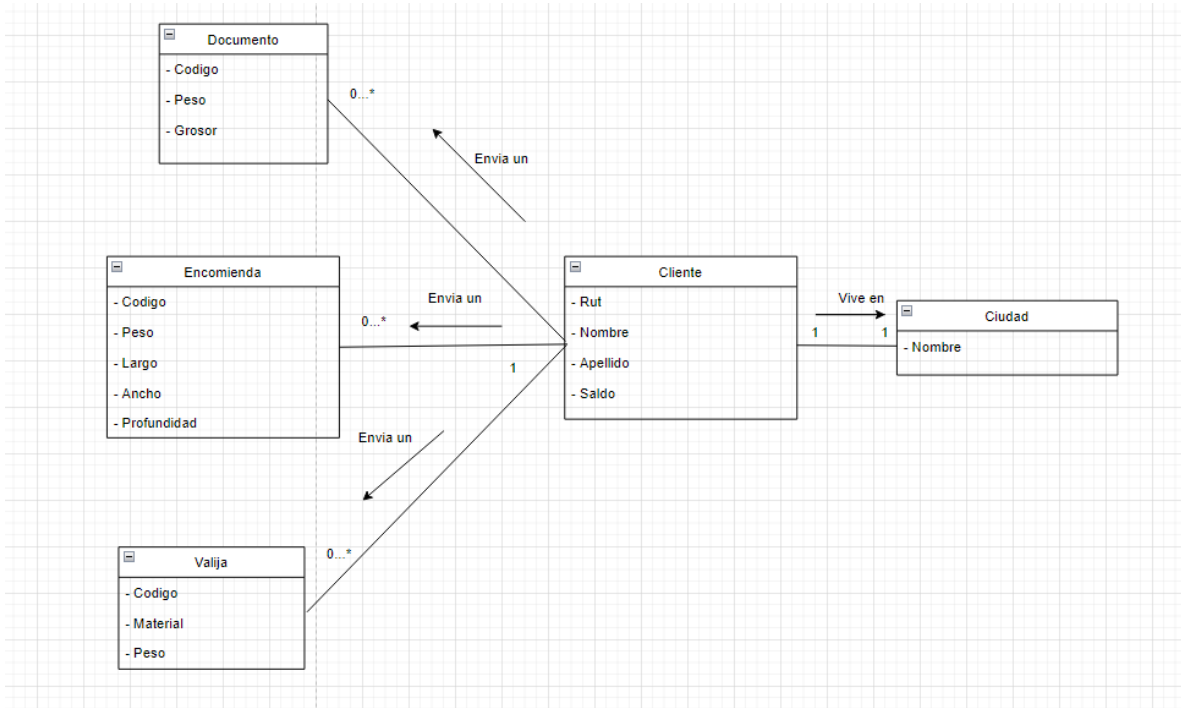 Documento
- Codigo
- Peso
- Grosor
0...*
Envia un
Encomienda
- Codigo
- Peso
- Largo
- Ancho
- Profundidad
0...*
Envia un
1
Cliente
- Rut
- Nombre
- Apellido
- Saldo
Vive en
1
1
Ciudad
- Nombre
Envia un
0...*
Valija
- Codigo
- Material
- Peso